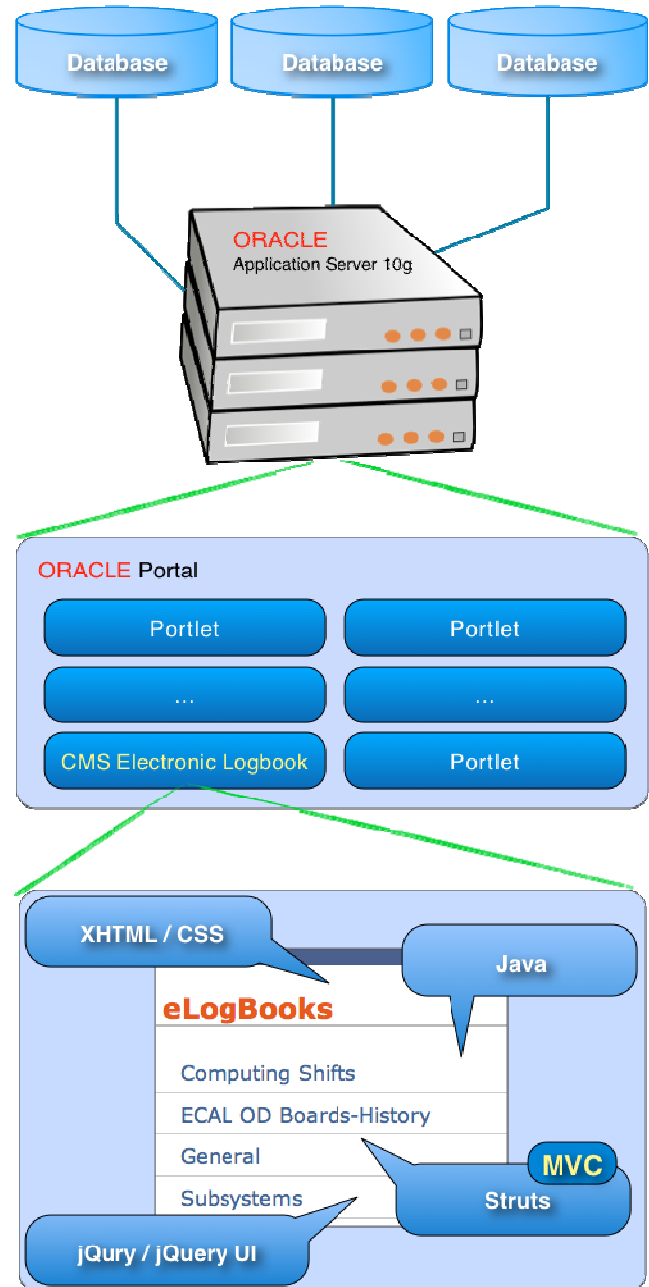 Database
Database
Database
ORACLE
Application Server 10g
ORACLE Portal
Portlet
Portlet
...
...
CMS Electronic Logbook
Portlet
XHTML / CSS
Java
eLogBooks
Computing Shifts
ECAL OD Boards-History
General
MVC
Subsystems
Struts
jQury / jQuery UI